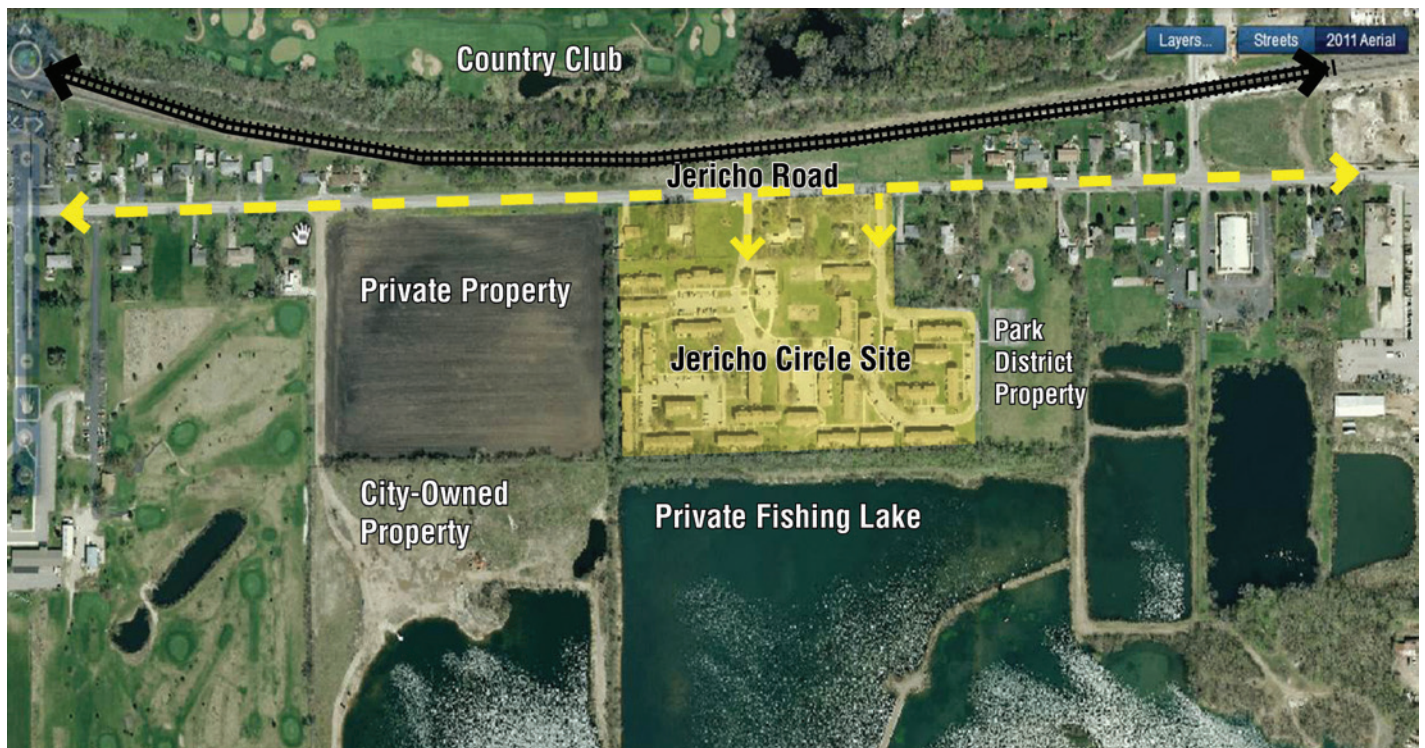 Country Club
Layers...
Streets
2011 Aerial
Jericho Road
Private Property
Jericho Circle Site
Park
District
Property
City-Owned
Property
Private Fishing Lake